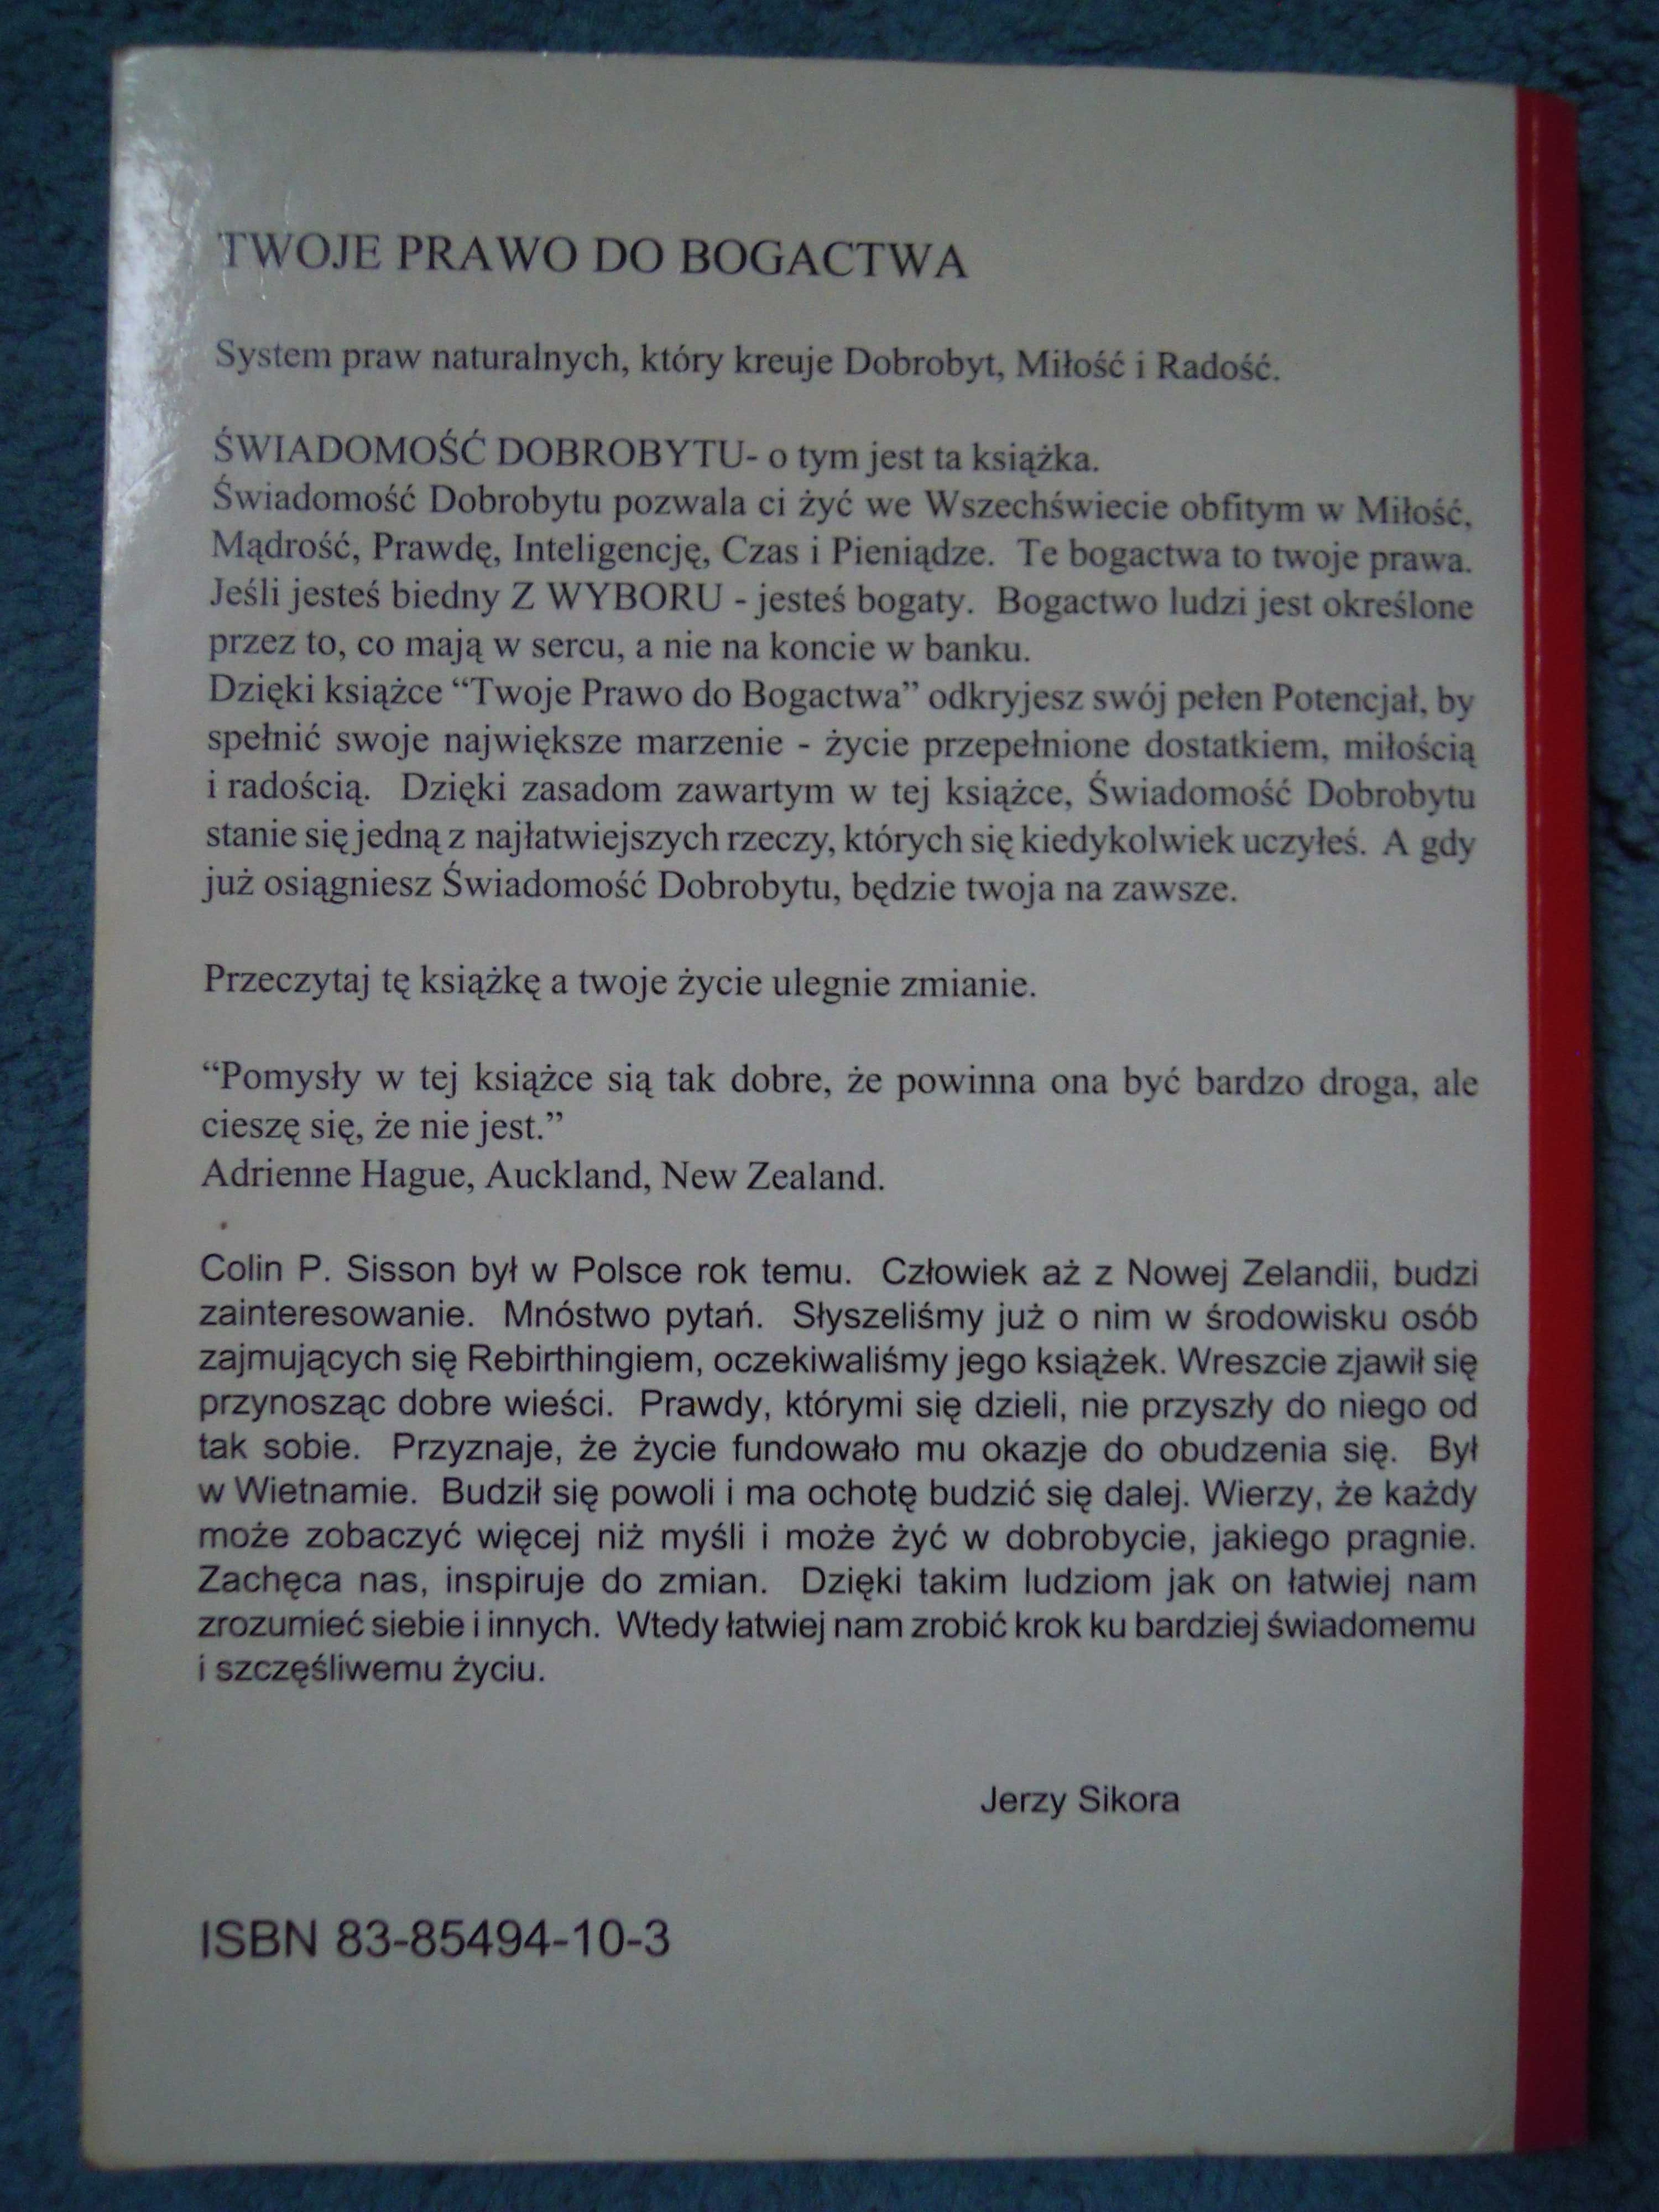 TWOJE PRAWO DO BOGACTWA
System praw naturalnych, który kreuje Dobrobyt, Miłość i Radość.
ŚWIADOMOŚĆ DOBROBYTU- o tym jest ta książka.
Świadomość Dobrobytu pozwala ci żyć we Wszechświecie obfitym w Miłość,
Mądrość, Prawdę, Inteligencję, Czas i Pieniądze. Te bogactwa to twoje prawa.
Jeśli jesteś biedny Z WYBORU - jesteś bogaty. Bogactwo ludzi jest określone
przez to, co mają w sercu, a nie na koncie w banku.
Dzięki książce “Twoje Prawo do Bogactwa” odkryjesz swój pełen Potencjał, by
spełnić swoje największe marzenie - życie przepełnione dostatkiem, miłością
i radością. Dzięki zasadom zawartym w tej książce, Świadomość Dobrobytu
stanie się jedną z najłatwiejszych rzeczy, których się kiedykolwiek uczyłeś. A gdy
już osiągniesz Świadomość Dobrobytu, będzie twoja na zawsze.
Przeczytaj tę książkę a twoje życie ulegnie zmianie.
“Pomysły w tej książce sią tak dobre, że powinna ona być bardzo droga, ale
cieszę się, że nie jest.”
Adrienne Hague, Auckland, New Zealand.
Colin P. Sisson był w Polsce rok temu. Człowiek aż z Nowej Zelandii, budzi
zainteresowanie. Mnóstwo pytań. Słyszeliśmy już o nim w środowisku osób
zajmujących się Rebirthingiem, oczekiwaliśmy jego książek. Wreszcie zjawił się
przynosząc dobre wieści. Prawdy, którymi się dzieli, nie przyszły do niego od
tak sobie. Przyznaje, że życie fundowało mu okazje do obudzenia się. Był
w Wietnamie. Budził się powoli i ma ochotę budzić się dalej. Wierzy, że każdy
może zobaczyć więcej niż myśli i może żyć w dobrobycie, jakiego pragnie.
Zachęca nas, inspiruje do zmian. Dzięki takim ludziom jak on łatwiej nam
zrozumieć siebie i innych. Wtedy łatwiej nam zrobić krok ku bardziej świadomemu
i szczęśliwemu życiu.
Jerzy Sikora
ISBN 83-85494-10-3